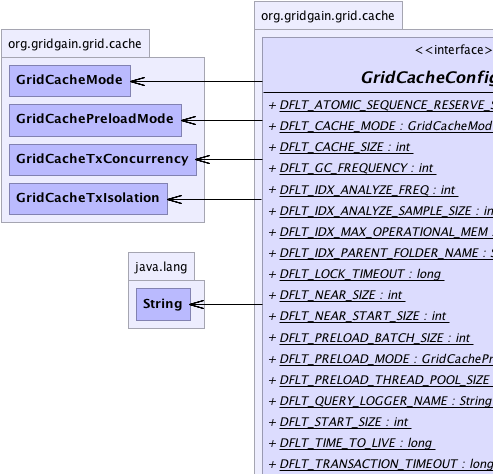 org.gridgain.grid.cache
GridCacheMode
GridCachePreloadMode
GridCacheTxConcurrency
GridCacheTxIsolation
java.lang
String
org.gridgain.grid.cache
<<interface>
GridCacheConfig
+ DFLT_ATOMIC_SEQUENCE_RESERVE_S
+ DFLT_CACHE_MODE : GridCacheMod
+ DFLT_CACHE_SIZE : int
+ DFLT_GC_FREQUENCY : int
+ DFLT_IDX_ANALYZE_FREQ : int
+ DFLT_IDX_ANALYZE_SAMPLE_SIZE : in
+ DFLT_IDX_MAX_OPERATIONAL_MEM :
+ DFLT_IDX_PARENT_FOLDER_NAME : S
+ DFLT_LOCK_TIMEOUT : long
+ DFLT_NEAR_SIZE : int
+ DFLT_NEAR_START_SIZE : int
+ DFLT_PRELOAD_BATCH_SIZE : int
+ DFLT_PRELOAD_MODE : GridCachePr
+ DFLT_PRELOAD_THREAD_POOL_SIZE
+ DFLT_QUERY_LOGGER_NAME : String
+ DFLT_START_SIZE : int
+ DFLT_TIME_TO_LIVE : long
+ DFLT_TRANSACTION_TIMEOUT : long